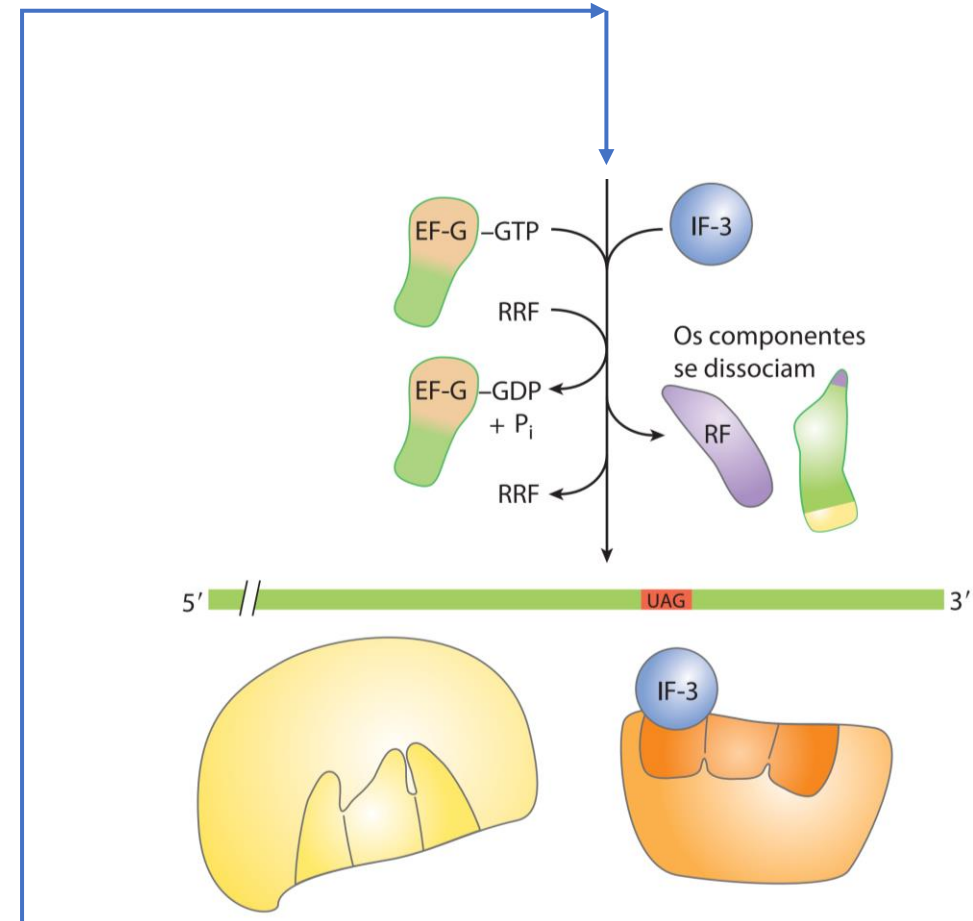 EF-G –GTP
IF-3
RRF
Os componentes
se dissociam
EF-G –GDP
+ Pi
RF
RRF
5′ UAG 3′
IF-3